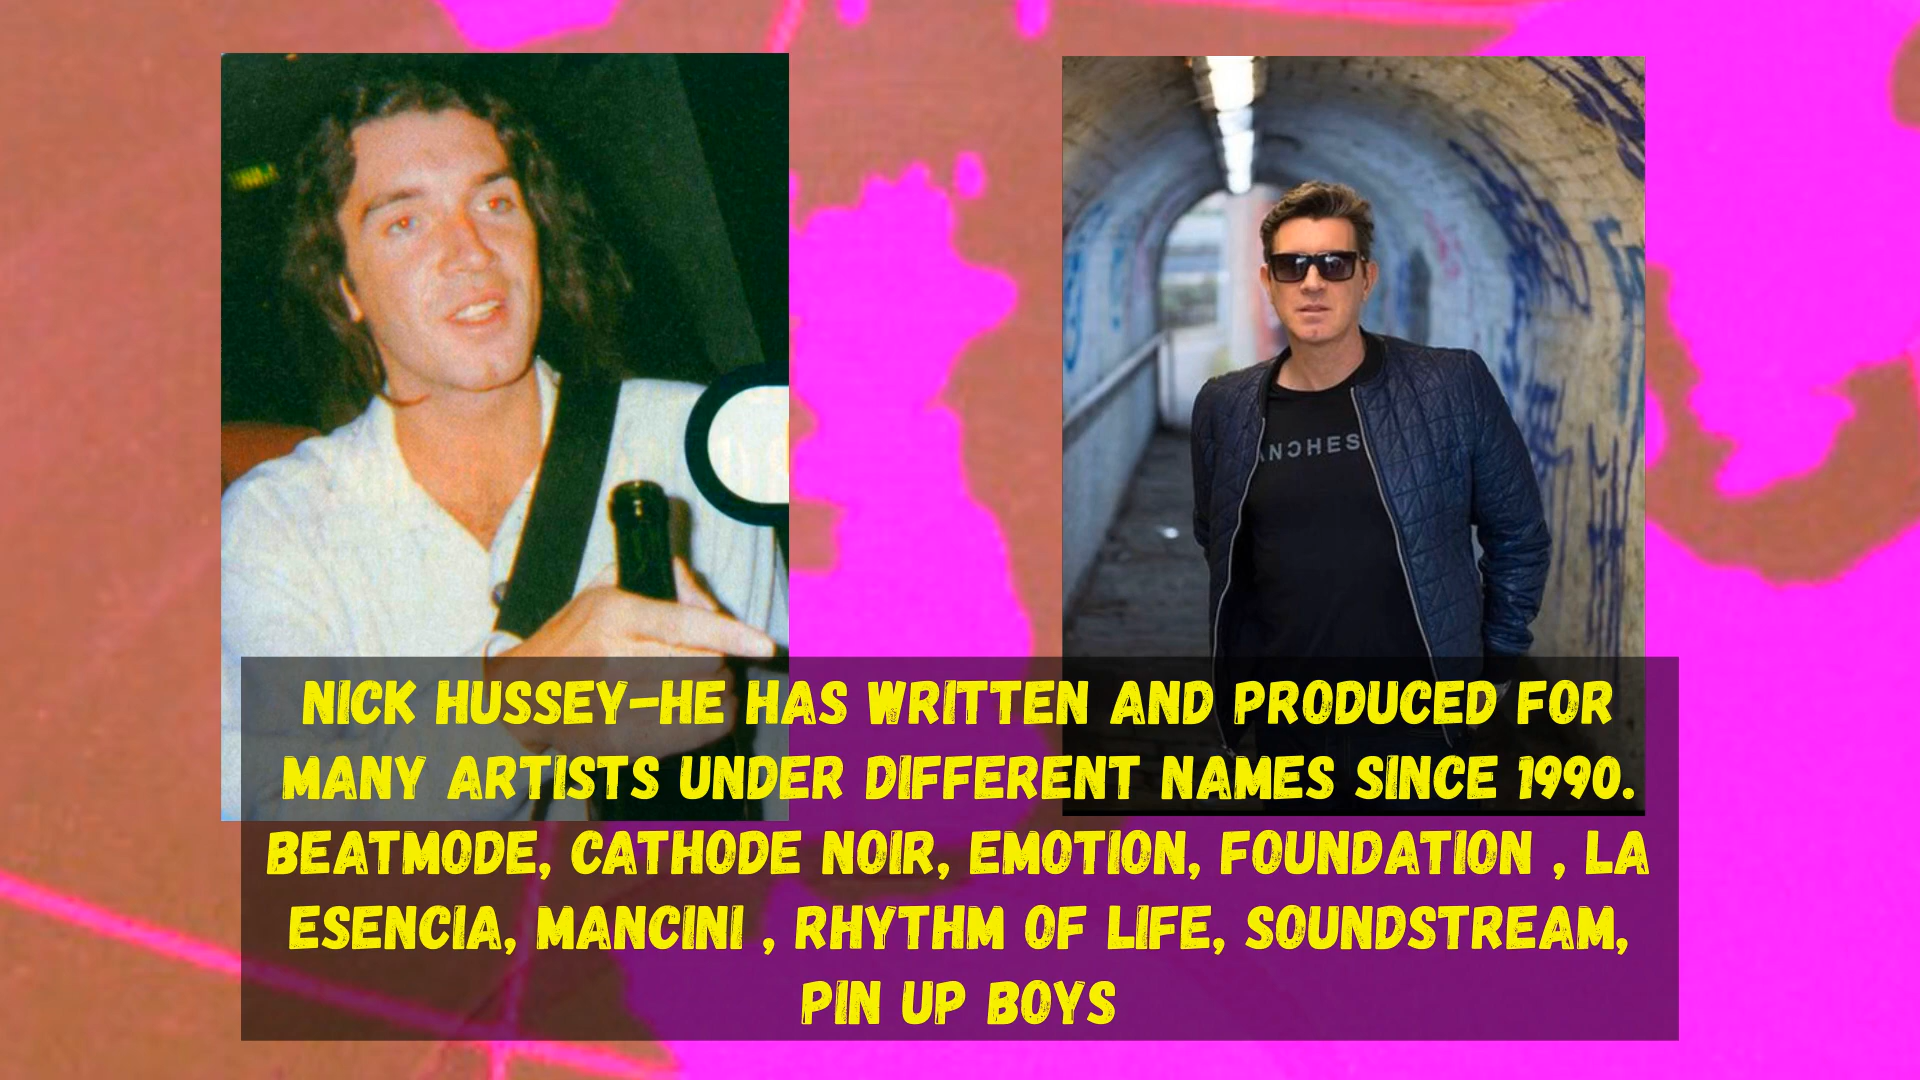 ANCHES
NICK HUSSEY-HE HAS WRITTEN AND PRODUCED FOR
MANY ARTISTS UNDER DIFFERENT NAMES SINCE 1990.
BEATMODE, CATHODE NOIR, EMOTION, FOUNDATION , LA
ESENCIA, MANCINI , RHYTHM OF LIFE, SOUNDSTREAM,
PIN UP BOYS